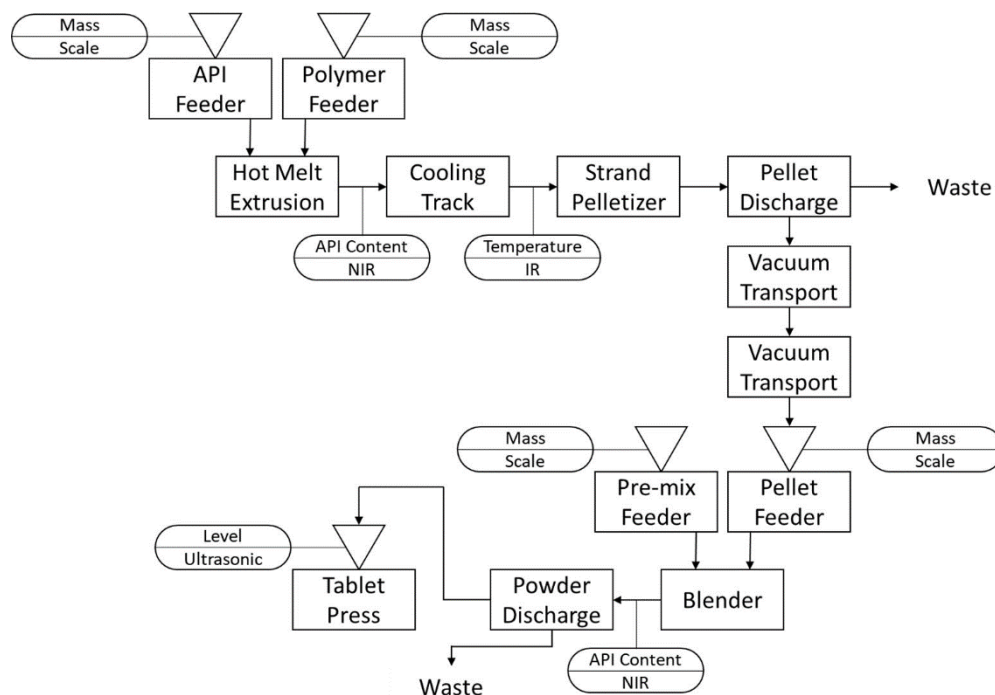 Mass
Scale
Mass
Scale
API
Feeder
Polymer
Feeder
Hot Melt
Extrusion
Cooling
Track
Strand
Pelletizer
Pellet
Discharge
Waste
API Content
NIR
Temperature
IR
Vacuum
Transport
Vacuum
Transport
Mass
Scale
Mass
Scale
Pre-mix
Feeder
Pellet
Feeder
Level
Ultrasonic
Tablet
Press
Powder
Discharge
Blender
API Content
NIR
Waste